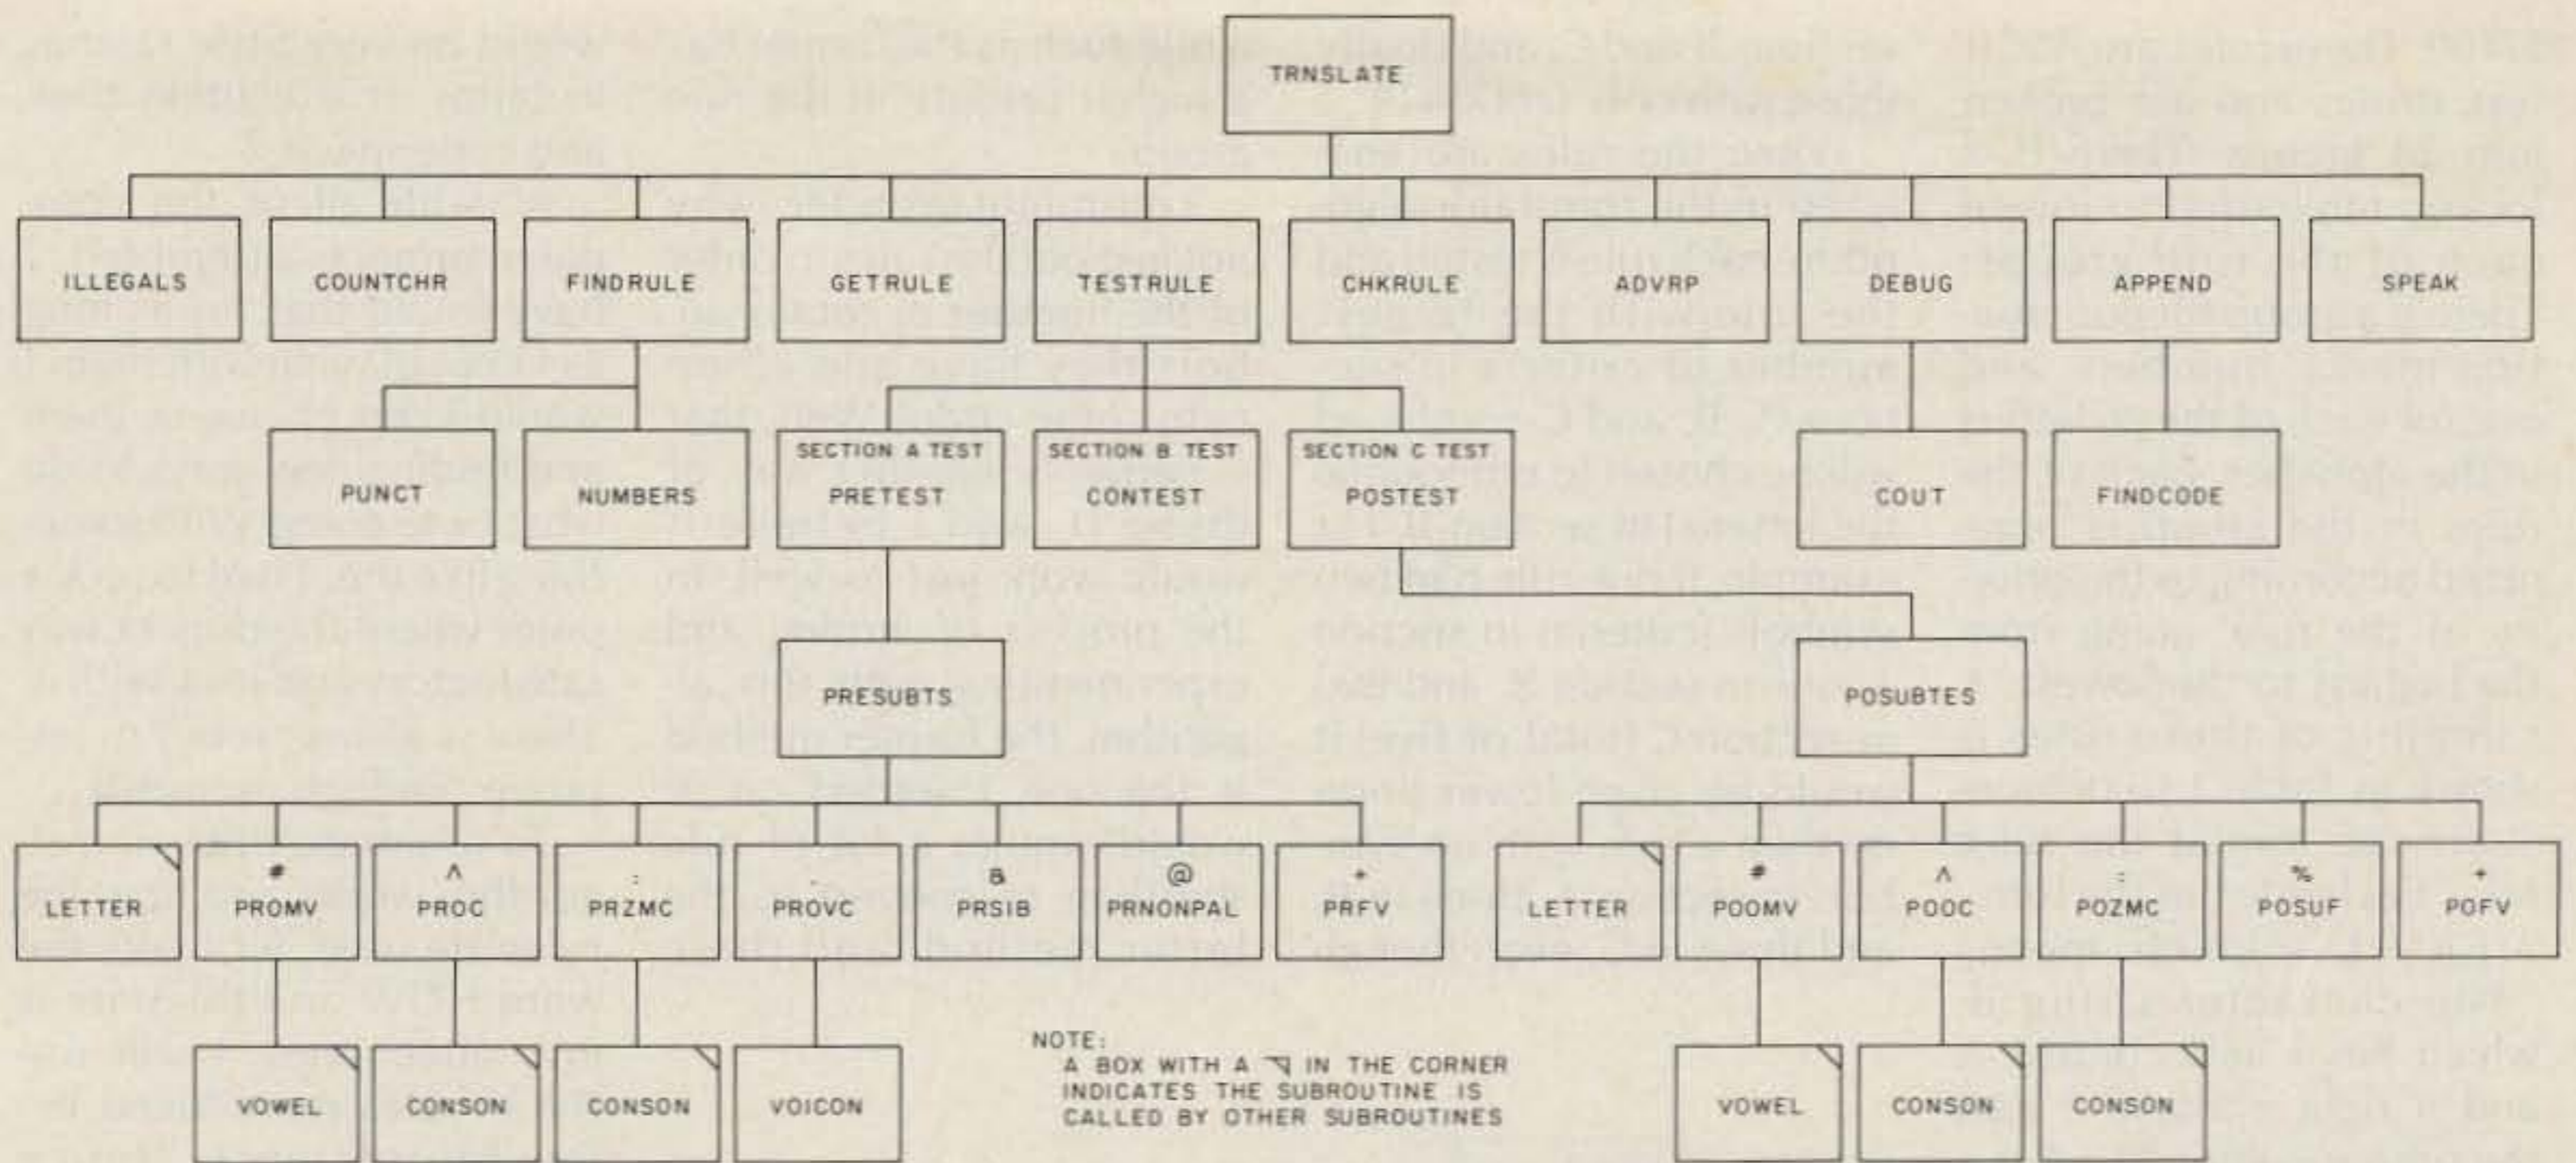 TRNSLATE
ILLEGALS
COUNTCHR
FINDRULE
GETRULE
TESTRULE
CHKRULE
ADVRP
DEBUG
APPEND
SPEAK
PUNCT
NUMBERS
SECTION A TEST
PRETEST
SECTION B TEST
CONTEST
SECTION C TEST
POSTEST
COUT
FINDCODE
PRESUBTS
POSUBTES
LETTER
#
PROMV
^
PROC
:
PRZMC
.
PROVC
&
PRSIB
@
PRNONPAL
+
PRFV
LETTER
#
POOMV
^
POOC
:
POZMC
%
POSUF
+
POFV
VOWEL
CONSON
CONSON
VOICON
NOTE:
A BOX WITH A IN THE CORNER
INDICATES THE SUBROUTINE IS
CALLED BY OTHER SUBROUTINES
VOWEL
CONSON
CONSON